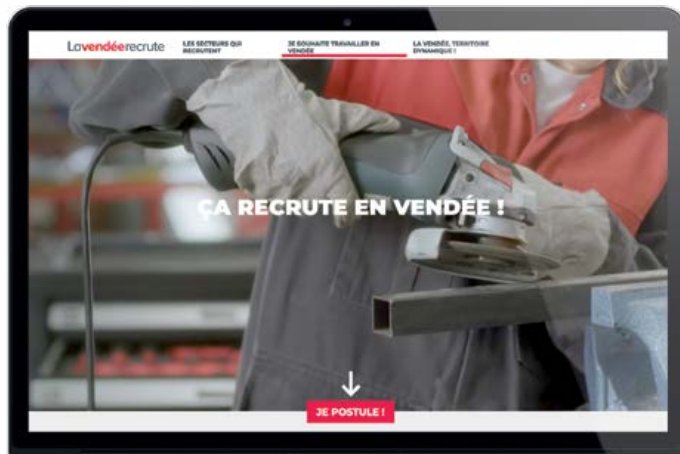 Lavendéerecrute
LES SECTEURS QUI
RECRUTENT
JE SOUHAITE TRAVAILLER EN
VENDÉE
LA VENDÉE, TERRITOIRE
DYNAMIQUE !
ÇA RECRUTE EN VENDÉE !
JE POSTULE !